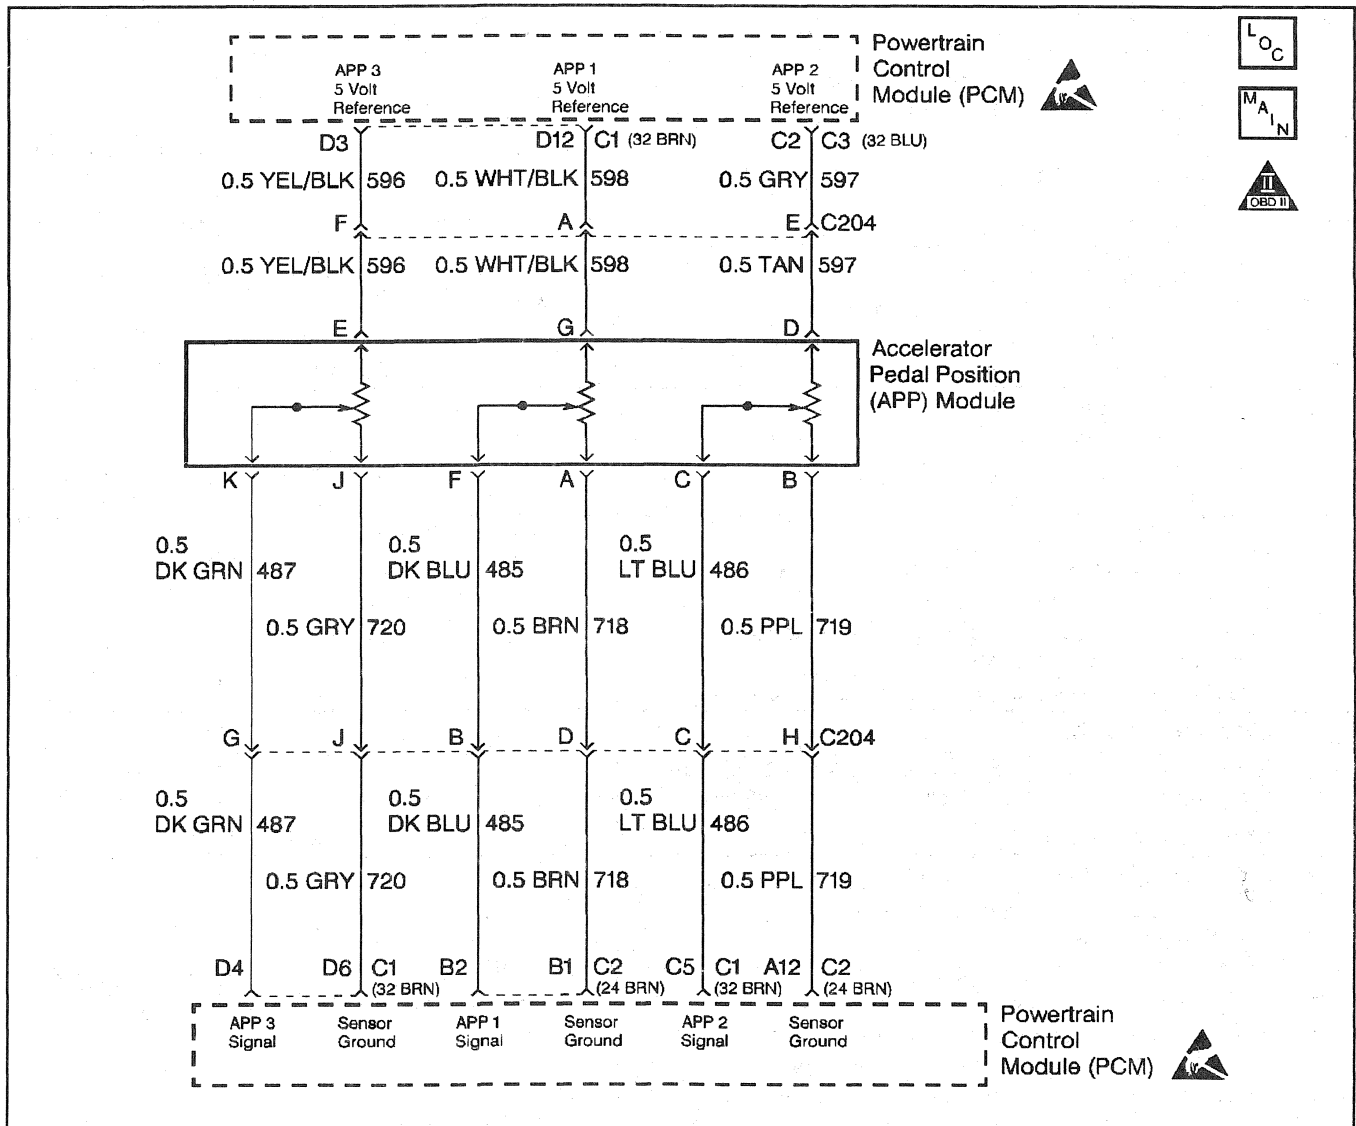 Powertrain
Control
Module (PCM)
L O C
M A I N
II
OBD II
APP 3
5 Volt
Reference
APP 1
5 Volt
Reference
APP 2
5 Volt
Reference
D3 D12 C1 (32 BRN) C2 C3 (32 BLU)
0.5 YEL/BLK 596 0.5 WHT/BLK 598 0.5 GRY 597
F A E C204
0.5 YEL/BLK 596 0.5 WHT/BLK 598 0.5 TAN 597
E G D
Accelerator
Pedal Position
(APP) Module
K J F A C B
0.5
DK GRN 487
0.5
DK BLU 485
0.5
LT BLU 486
0.5 GRY 720 0.5 BRN 718 0.5 PPL 719
G J B D C H C204
0.5
DK GRN 487
0.5
DK BLU 485
0.5
LT BLU 486
0.5 GRY 720 0.5 BRN 718 0.5 PPL 719
D4 D6 C1 (32 BRN) B2 B1 C2 (24 BRN) C5 C1 (32 BRN) A12 C2 (24 BRN)
APP 3
Signal
Sensor
Ground
APP 1
Signal
Sensor
Ground
APP 2
Signal
Sensor
Ground
Powertrain
Control
Module (PCM)